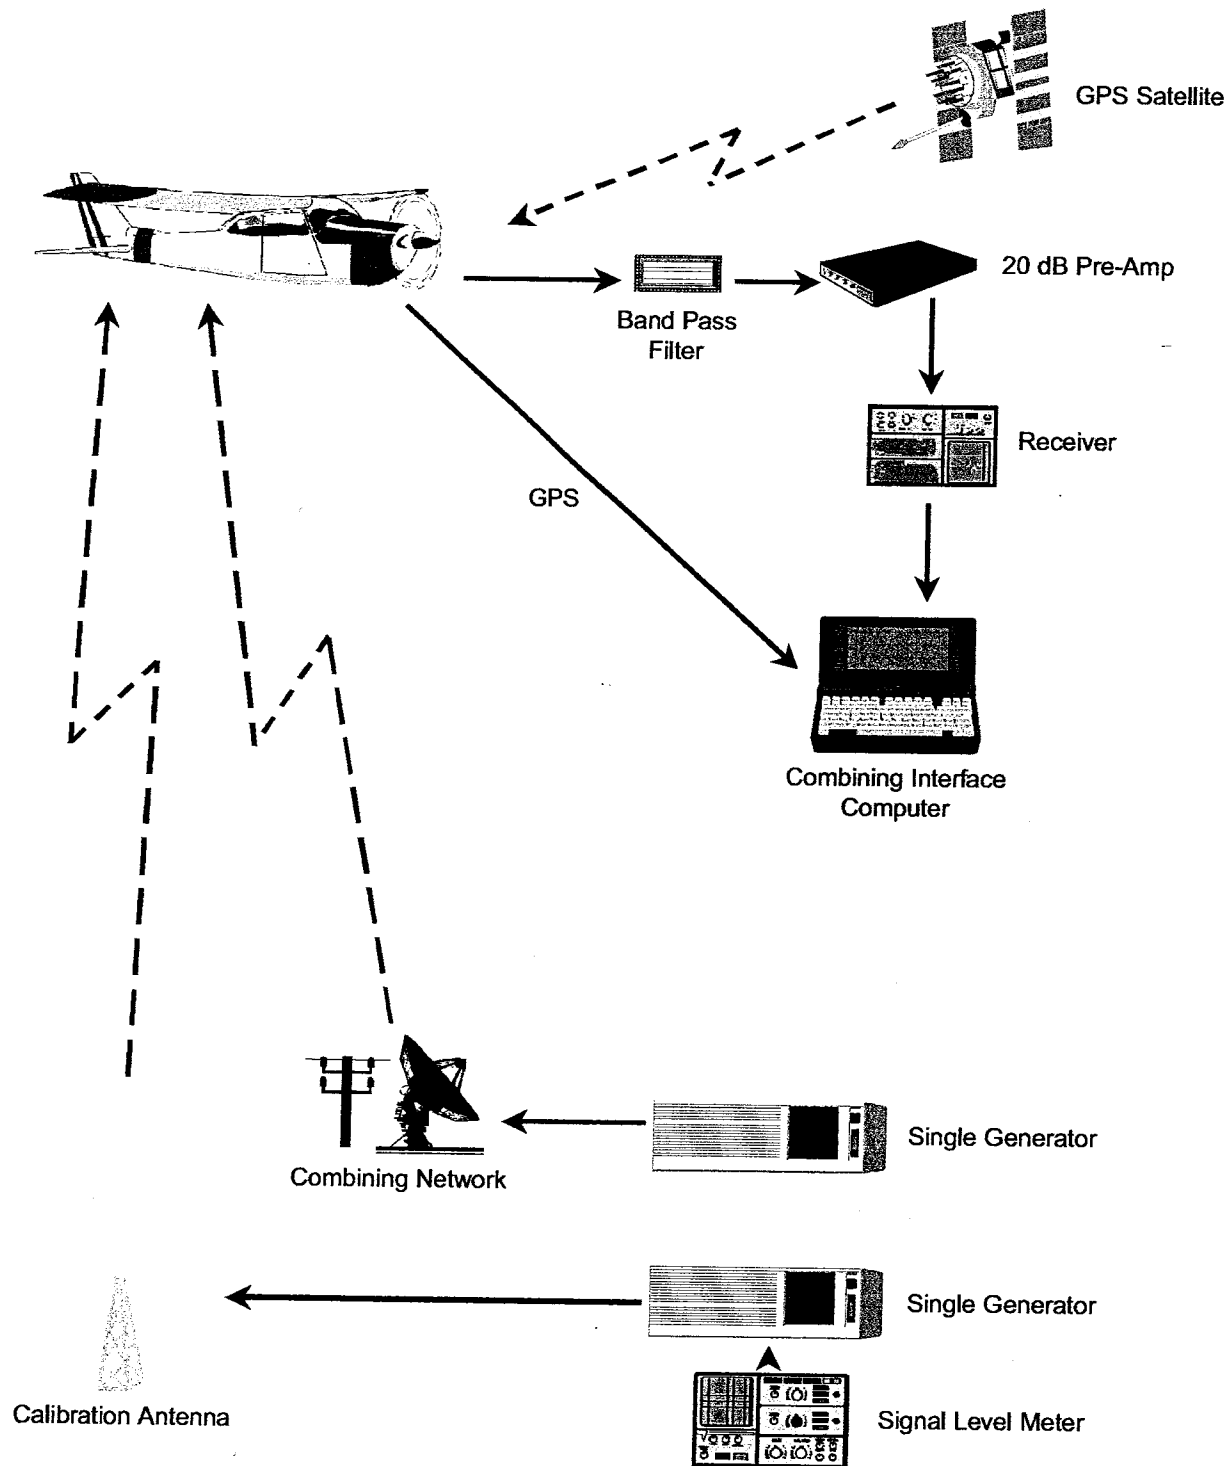 GPS Satellite
20 dB Pre-Amp
Band Pass
Filter
Receiver
GPS
Combining Interface
Computer
Single Generator
Combining Network
Single Generator
Calibration Antenna
Signal Level Meter